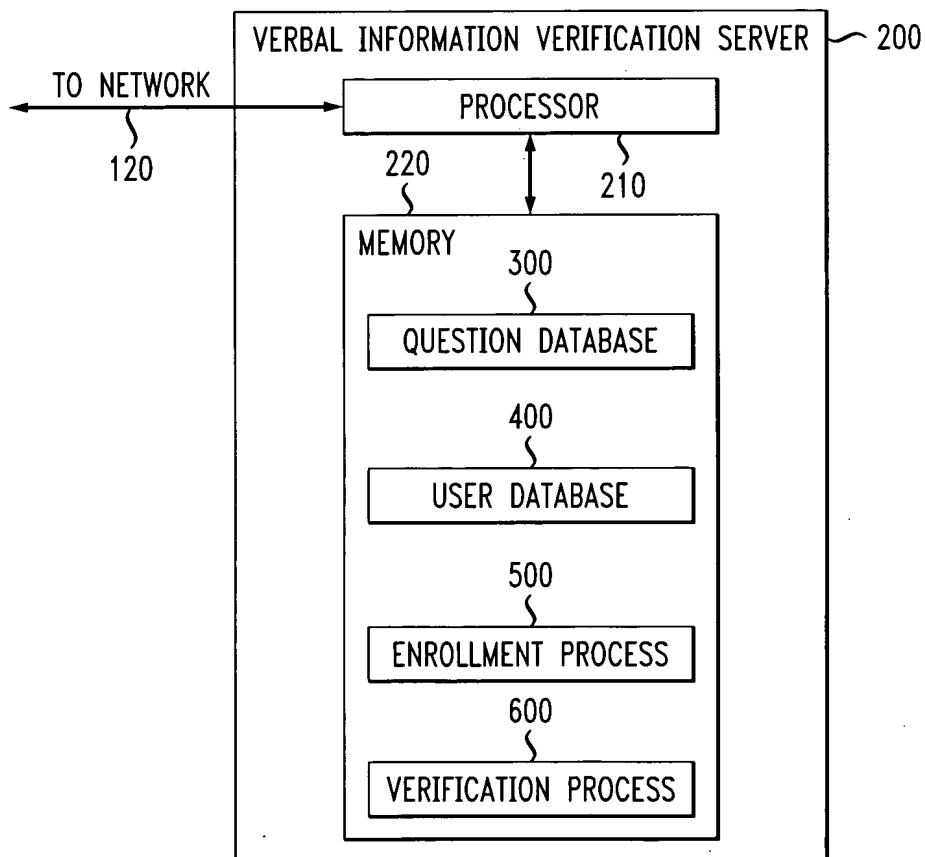 VERBAL INFORMATION VERIFICATION SERVER
200
TO NETWORK
PROCESSOR
120
220
210
MEMORY
300
QUESTION DATABASE
400
USER DATABASE
500
ENROLLMENT PROCESS
600
VERIFICATION PROCESS